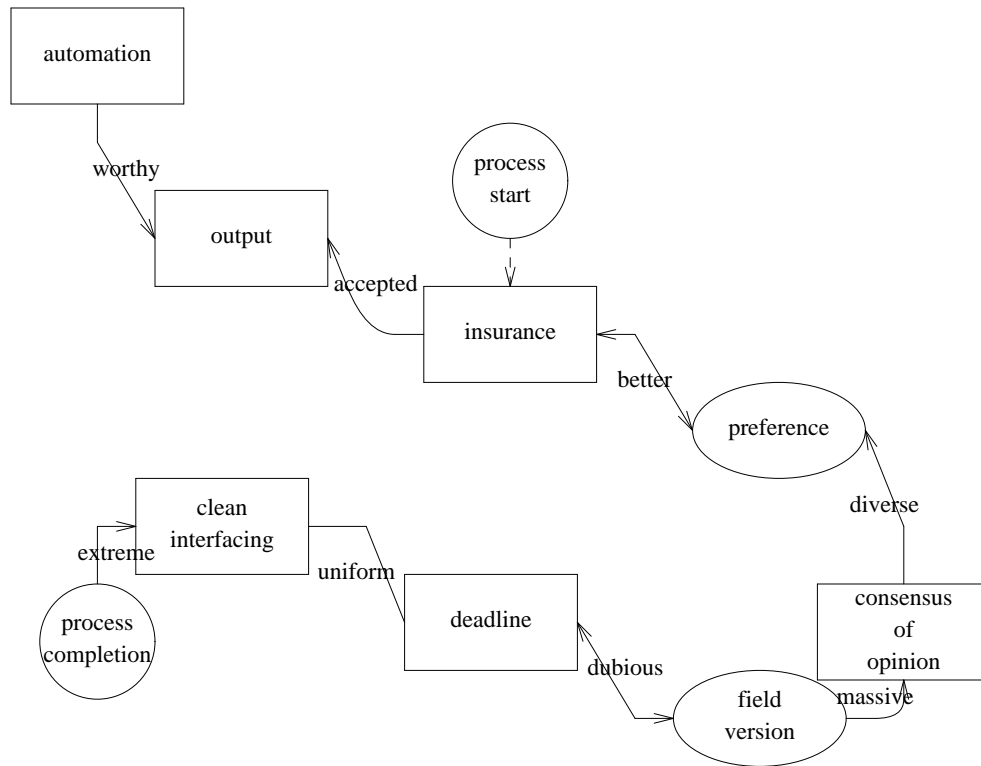 automation
worthy
process
start
output
accepted
insurance
better
preference
clean
interfacing
diverse
extreme
uniform
deadline
consensus
of
opinion
process
completion
dubious
massive
field
version